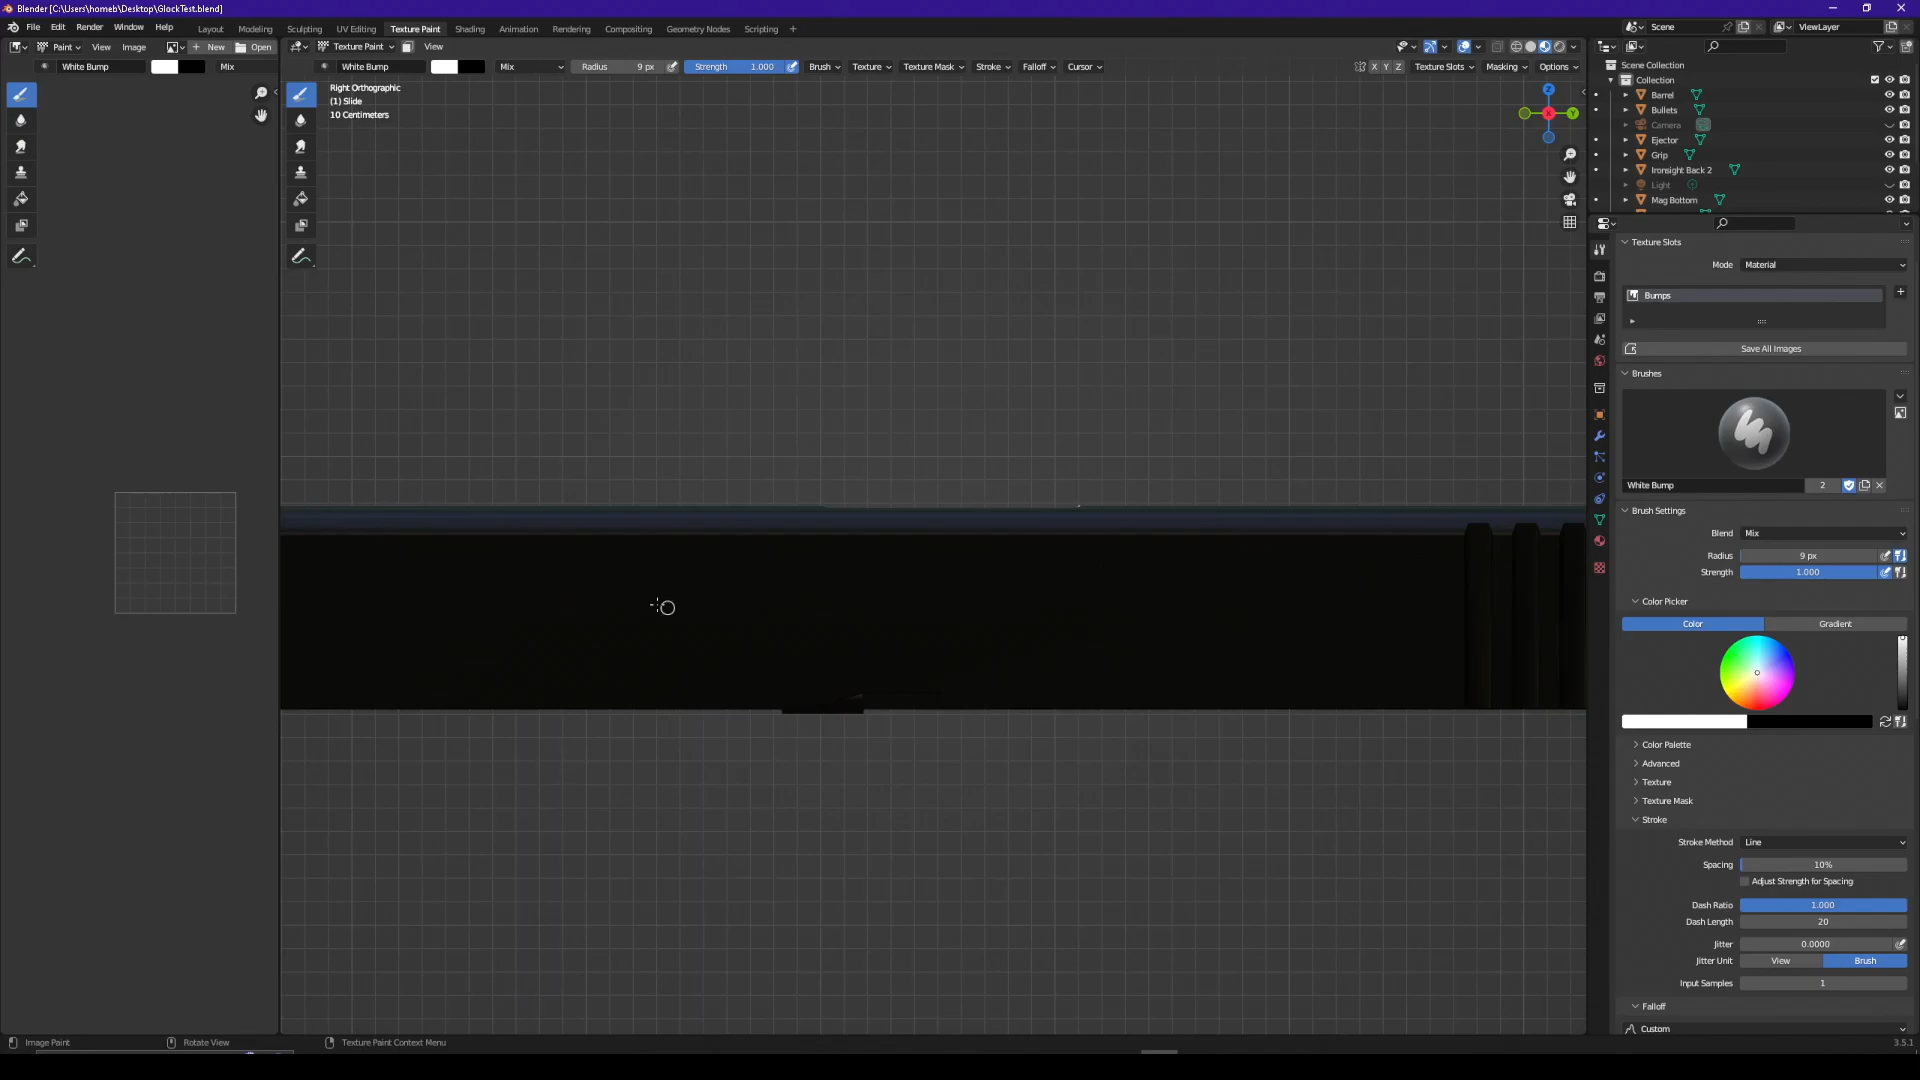 Blender [C:\Users\homeb\Desktop\GlockTest.blend]
File Edit Render Window Help
Layout Modeling Sculpting UV Editing Texture Paint Shading Animation Rendering Compositing Geometry Nodes Scripting +
Scene
ViewLayer
Paint View Image + New Open
Texture Paint View
White Bump Mix
White Bump Mix Radius 9 px Strength 1.000 Brush Texture Texture Mask Stroke Falloff Cursor
X Y Z Texture Slots Masking Options
Right Orthographic
(1) Slide
10 Centimeters
Z
X
Y
Scene Collection
Collection
Barrel
Bullets
Camera
Ejector
Grip
Ironsight Back 2
Light
Mag Bottom
Texture Slots
Mode Material
Bumps
Save All Images
Brushes
White Bump 2
Brush Settings
Blend Mix
Radius 9 px
Strength 1.000
Color Picker
Color Gradient
Color Palette
Advanced
Texture
Texture Mask
Stroke
Stroke Method Line
Spacing 10%
Adjust Strength for Spacing
Dash Ratio 1.000
Dash Length 20
Jitter 0.0000
Jitter Unit View Brush
Input Samples 1
Falloff
Custom
Image Paint Rotate View Texture Paint Context Menu
3.5.1